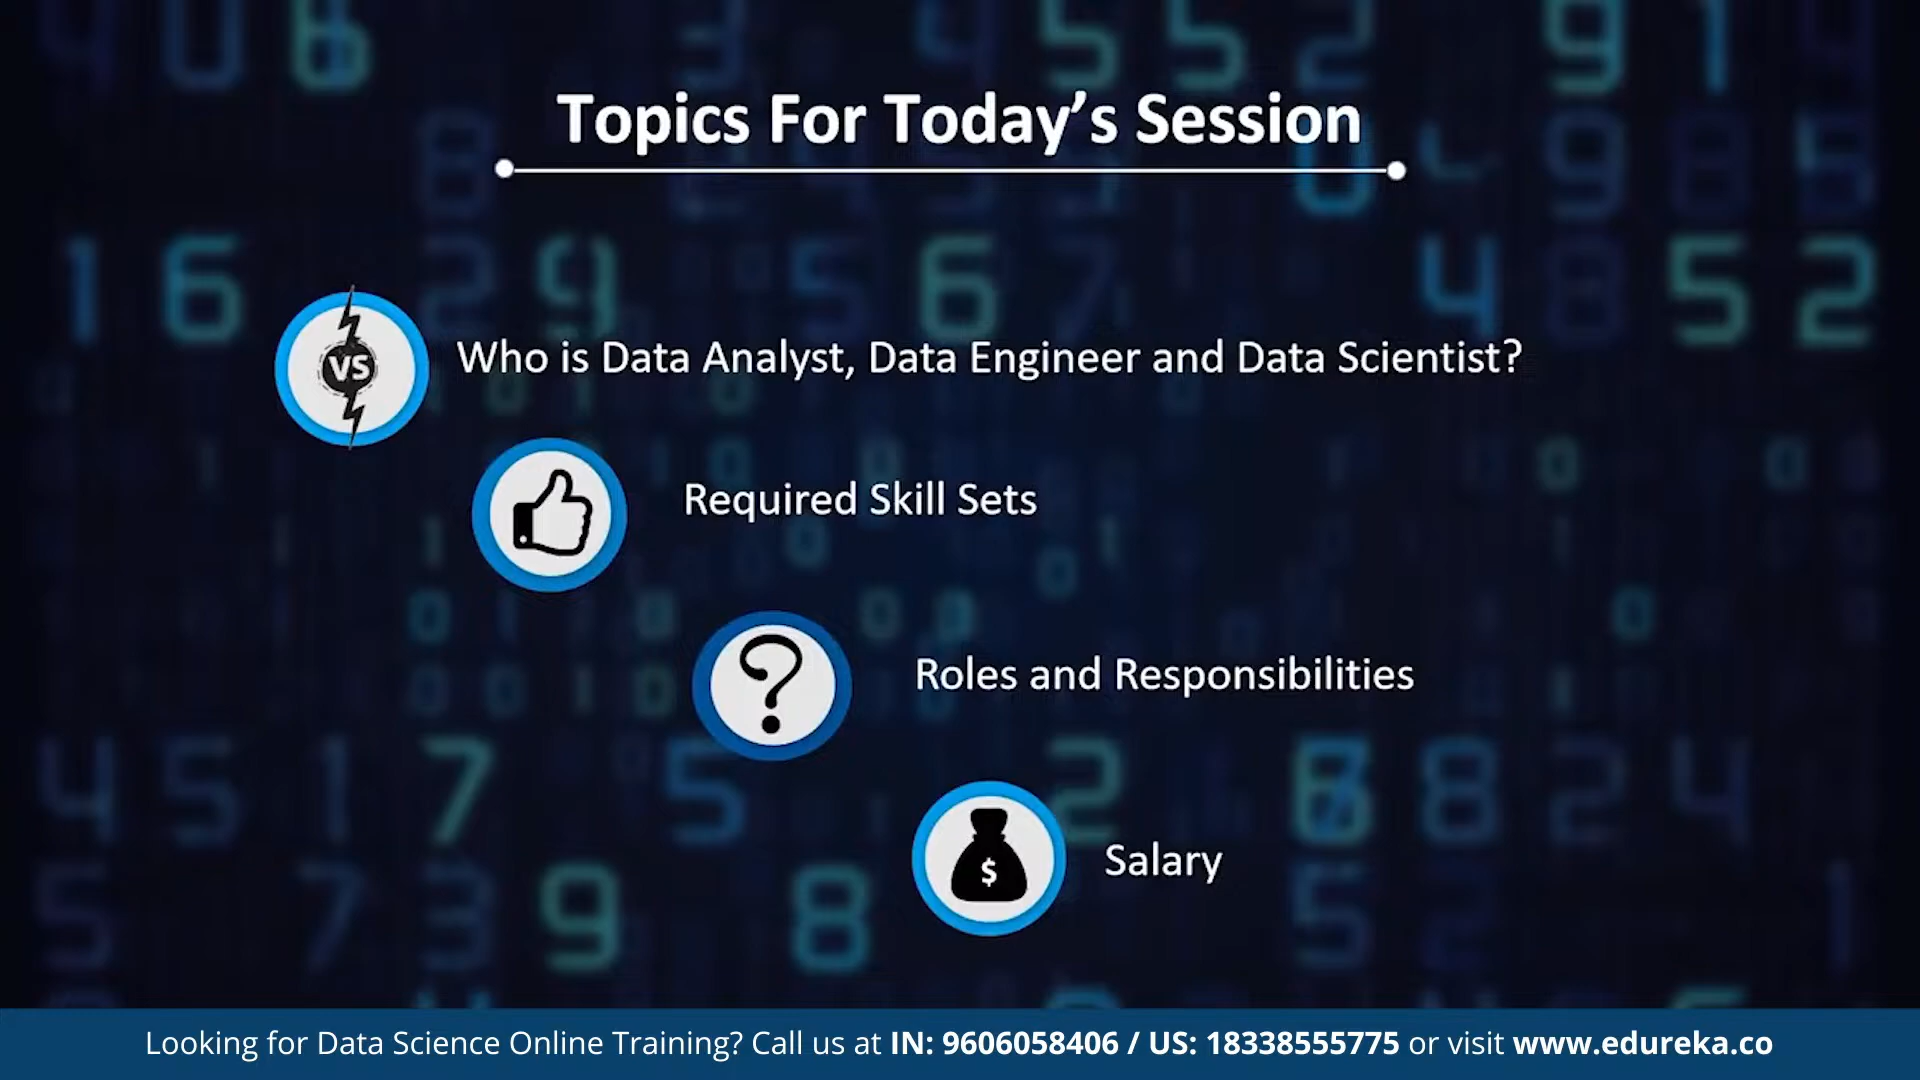 Topics For Today’s Session
VS
Who is Data Analyst, Data Engineer and Data Scientist?
Required Skill Sets
?
Roles and Responsibilities
$
Salary
Looking for Data Science Online Training? Call us at IN: 9606058406 / US: 18338555775 or visit www.edureka.co